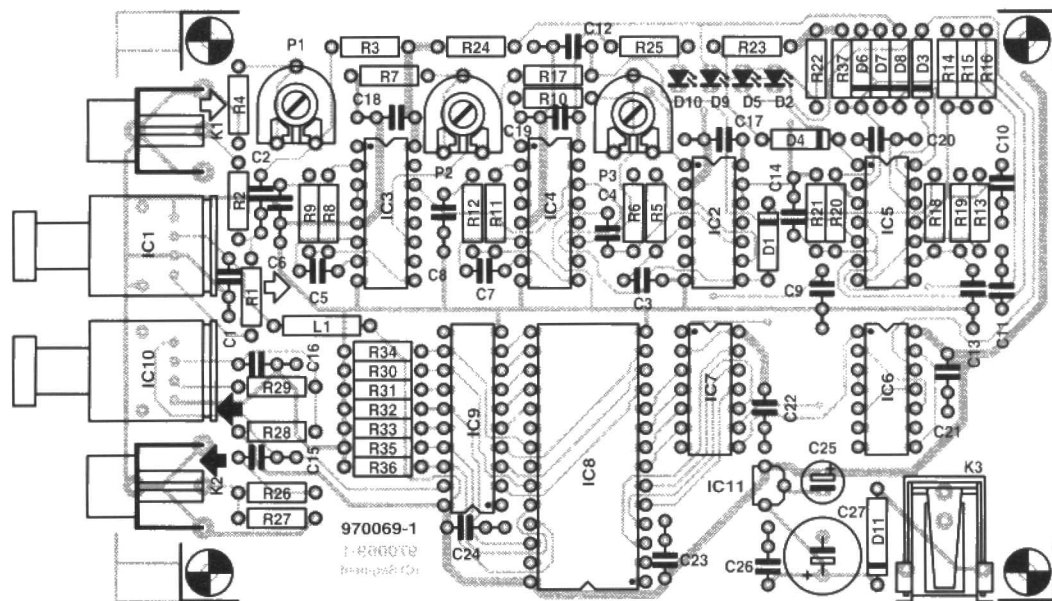 P1
R3
R24
C12
R25
R23
R22
R37
D6
D7
D8
D3
R14
R15
R16
R7
R17
R10
D10
D9
D5
D2
K1
R4
C18
C19
C17
D4
C20
C10
C2
P2
P3
C14
R2
R9
R8
IC3
R12
R11
IC4
C4
R6
R5
IC2
D1
R21
R20
IC5
R18
R19
R13
IC1
C6
C5
C8
C7
C3
C9
R1
C1
L1
C11
C13
IC10
C16
R29
R28
C15
R34
R30
R31
R32
R33
R35
R36
IC9
IC8
IC7
C22
IC6
C21
K2
R26
R27
970069-1
970069-1
C24
C23
IC11
C25
+
C26
+
C27
D11
K3